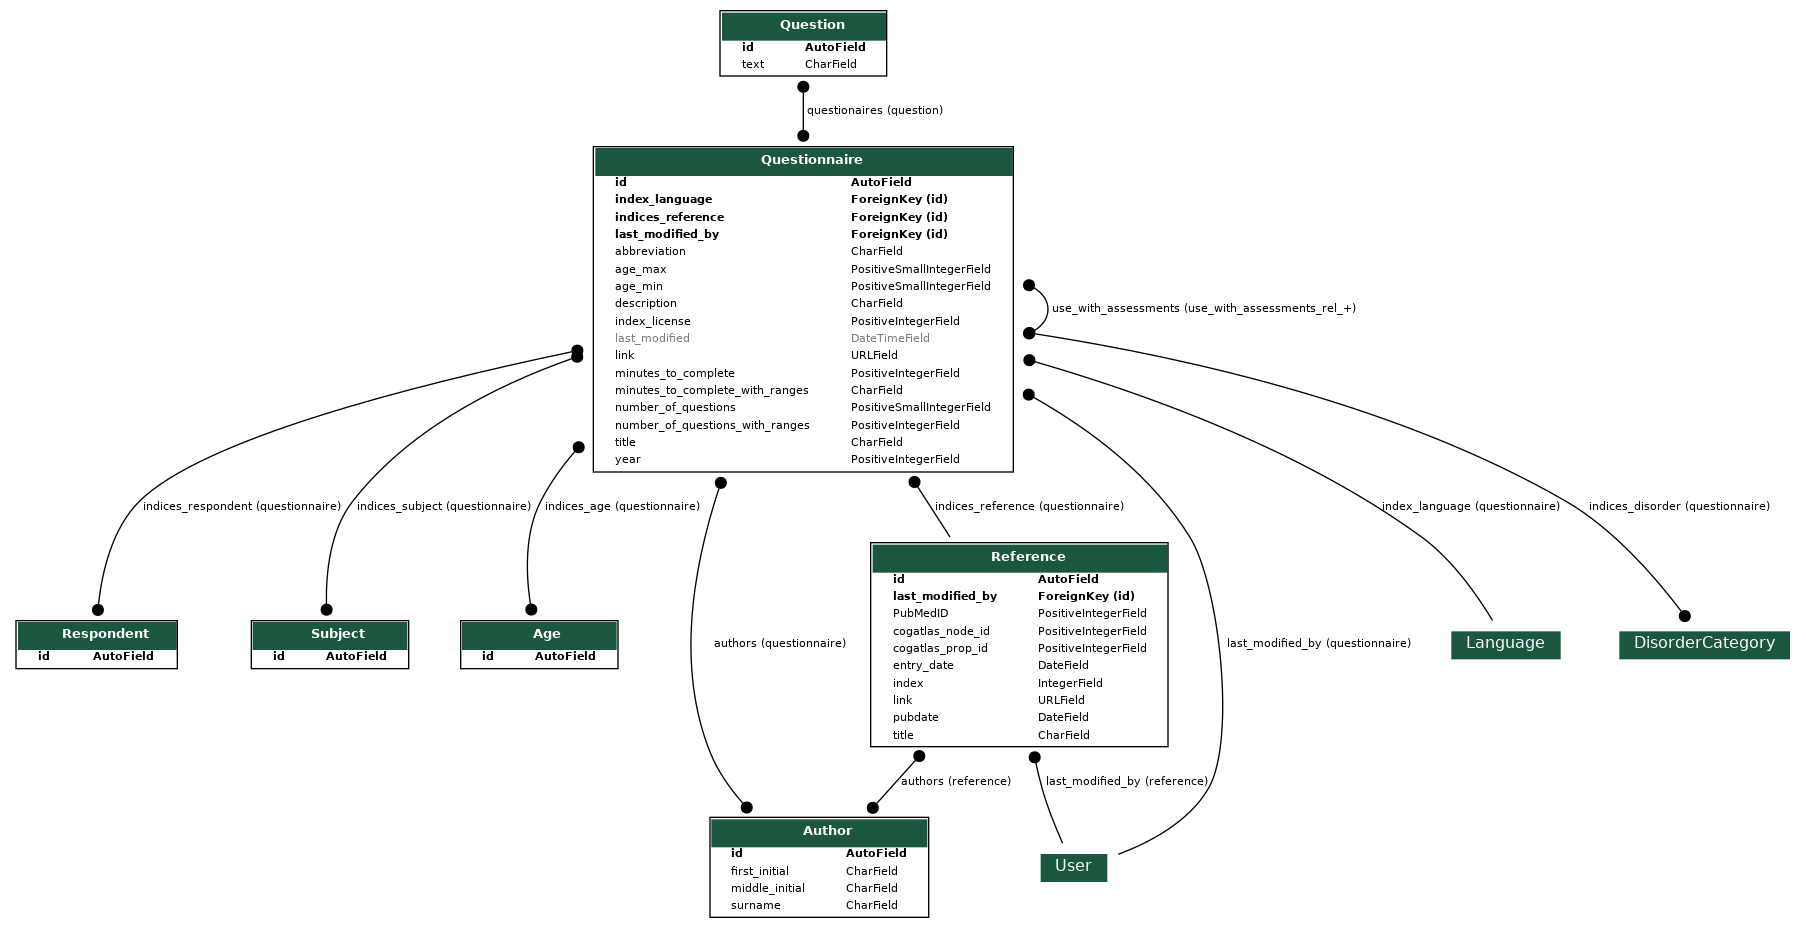 Question
id AutoField
text CharField
questionaires (question)
Questionnaire
id AutoField
index_language ForeignKey (id)
indices_reference ForeignKey (id)
last_modified_by ForeignKey (id)
abbreviation CharField
age_max PositiveSmallIntegerField
age_min PositiveSmallIntegerField
description CharField
index_license PositiveIntegerField
last_modified DateTimeField
link URLField
minutes_to_complete PositiveIntegerField
minutes_to_complete_with_ranges CharField
number_of_questions PositiveSmallIntegerField
number_of_questions_with_ranges PositiveIntegerField
title CharField
year PositiveIntegerField
use_with_assessments (use_with_assessments_rel_+)
indices_respondent (questionnaire)
indices_subject (questionnaire)
indices_age (questionnaire)
indices_reference (questionnaire)
index_language (questionnaire)
indices_disorder (questionnaire)
Respondent
id AutoField
Subject
id AutoField
Age
id AutoField
authors (questionnaire)
Reference
id AutoField
last_modified_by ForeignKey (id)
PubMedID PositiveIntegerField
cogatlas_node_id PositiveIntegerField
cogatlas_prop_id PositiveIntegerField
entry_date DateField
index IntegerField
link URLField
pubdate DateField
title CharField
last_modified_by (questionnaire)
Language
DisorderCategory
authors (reference)
last_modified_by (reference)
Author
id AutoField
first_initial CharField
middle_initial CharField
surname CharField
User